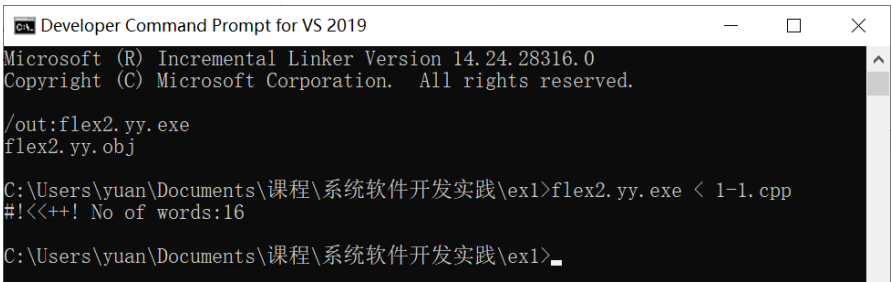 Developer Command Prompt for VS 2019
Microsoft (R) Incremental Linker Version 14.24.28316.0
Copyright (C) Microsoft Corporation.  All rights reserved.
/out:flex2.yy.exe
flex2.yy.obj
C:\Users\yuan\Documents\课程\系统软件开发实践\ex1>flex2.yy.exe < 1-1.cpp
#!<<++! No of words:16
C:\Users\yuan\Documents\课程\系统软件开发实践\ex1>